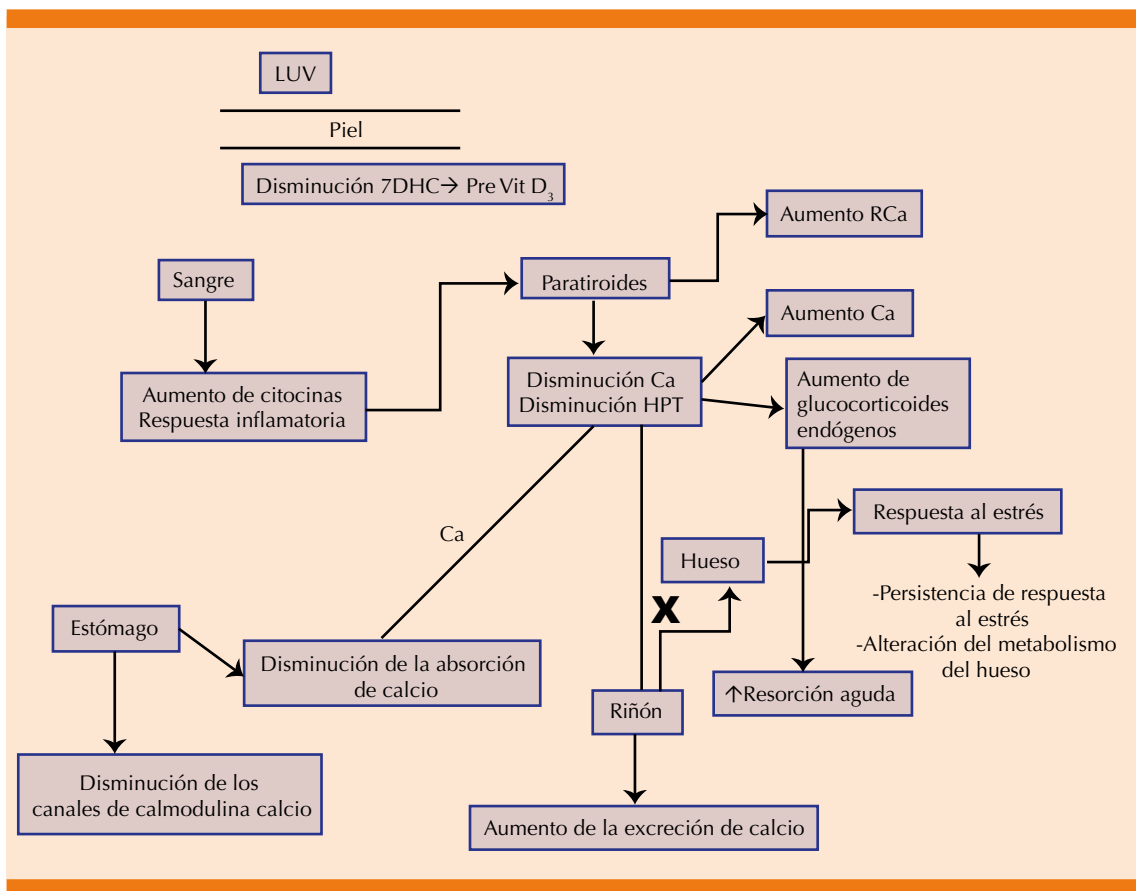 LUV
Piel
Disminución 7DHC→ Pre Vit D3
Aumento RCa
Sangre
Paratiroides
Aumento Ca
Aumento de citocinas
Respuesta inflamatoria
Disminución Ca
Disminución HPT
Aumento de
glucocorticoides
endógenos
Respuesta al estrés
Ca
Hueso
X
-Persistencia de respuesta
al estrés
-Alteración del metabolismo
del hueso
Estómago
Disminución de la absorción
de calcio
↑Resorción aguda
Riñón
Disminución de los
canales de calmodulina calcio
Aumento de la excreción de calcio